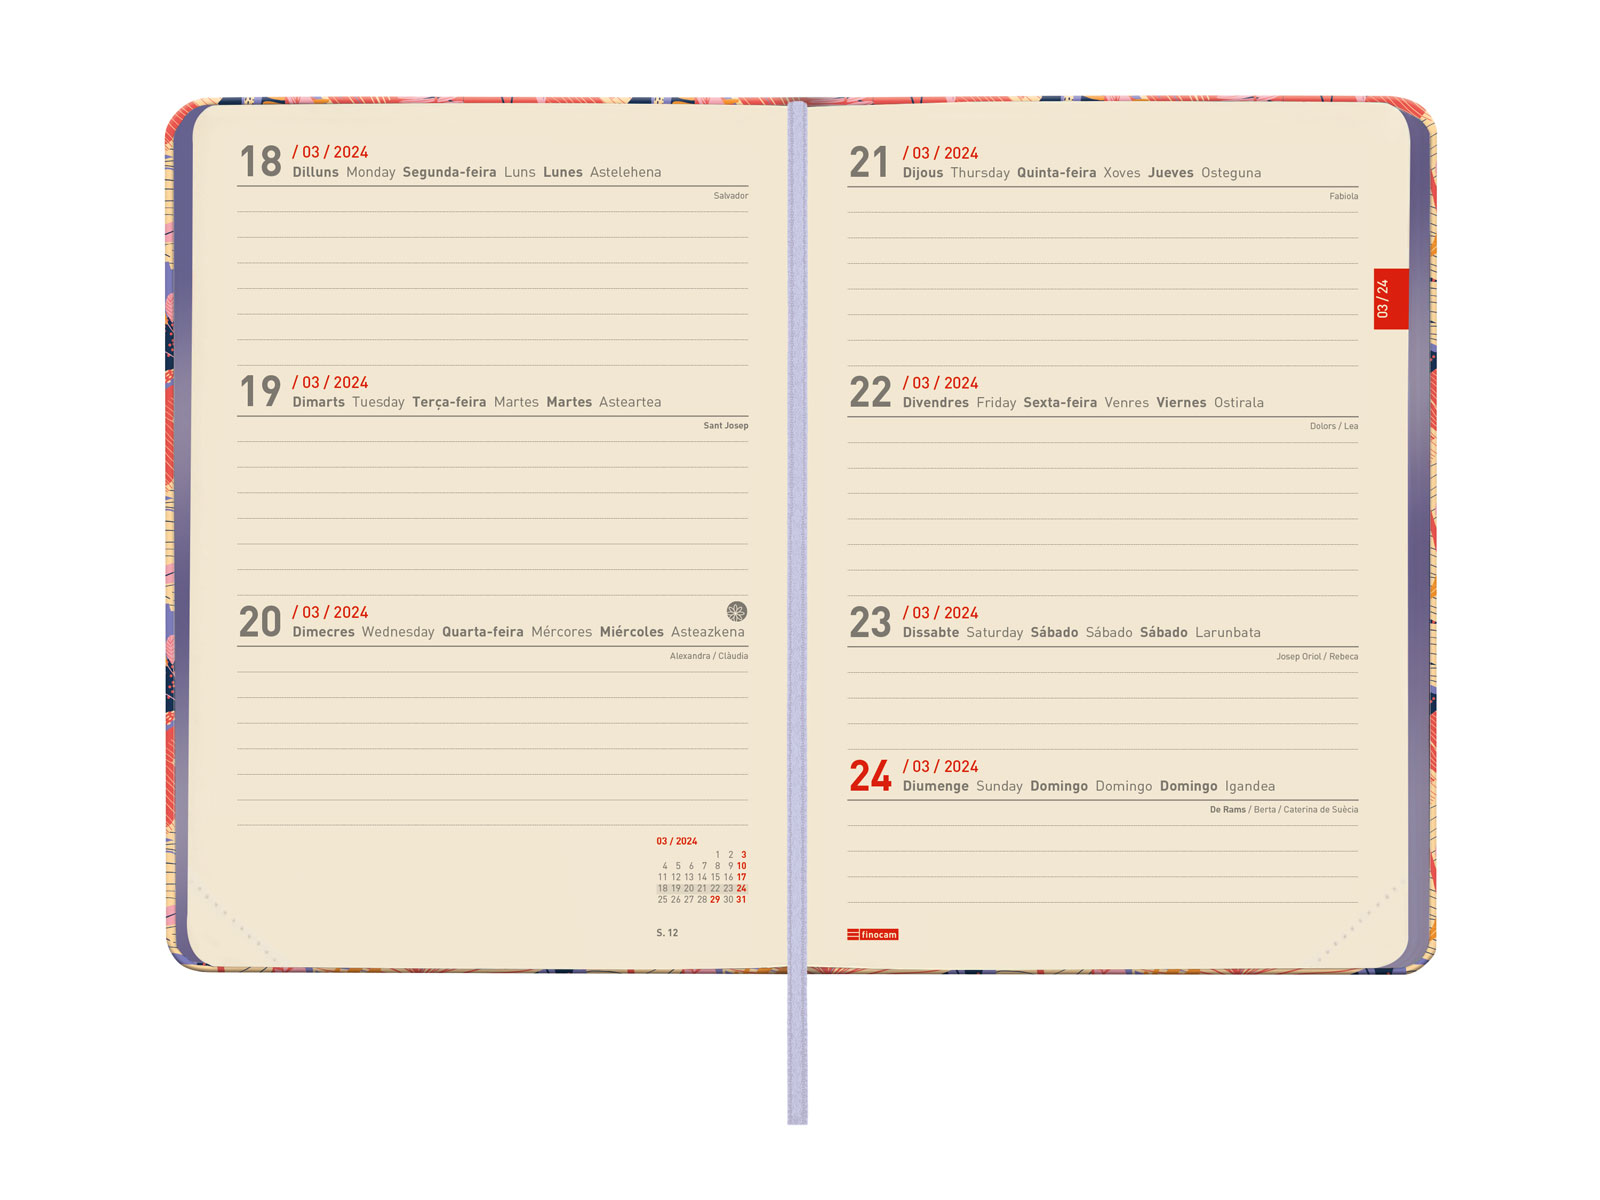 18 / 03 / 2024
Dilluns Monday Segunda-feira Luns Lunes Astelehena
Salvador
19 / 03 / 2024
Dimarts Tuesday Terça-feira Martes Martes Asteartea
Sant Josep
20 / 03 / 2024
Dimecres Wednesday Quarta-feira Mércores Miércoles Asteazkena
Alexandra / Clàudia
03 / 2024
1 2 3
4 5 6 7 8 9 10
11 12 13 14 15 16 17
18 19 20 21 22 23 24
25 26 27 28 29 30 31
S. 12
21 / 03 / 2024
Dijous Thursday Quinta-feira Xoves Jueves Osteguna
Fabiola
03 / 24
22 / 03 / 2024
Divendres Friday Sexta-feira Venres Viernes Ostirala
Dolors / Lea
23 / 03 / 2024
Dissabte Saturday Sábado Sábado Sábado Larunbata
Josep Oriol / Rebeca
24 / 03 / 2024
Diumenge Sunday Domingo Domingo Domingo Igandea
De Rams / Berta / Caterina de Suècia
finocam